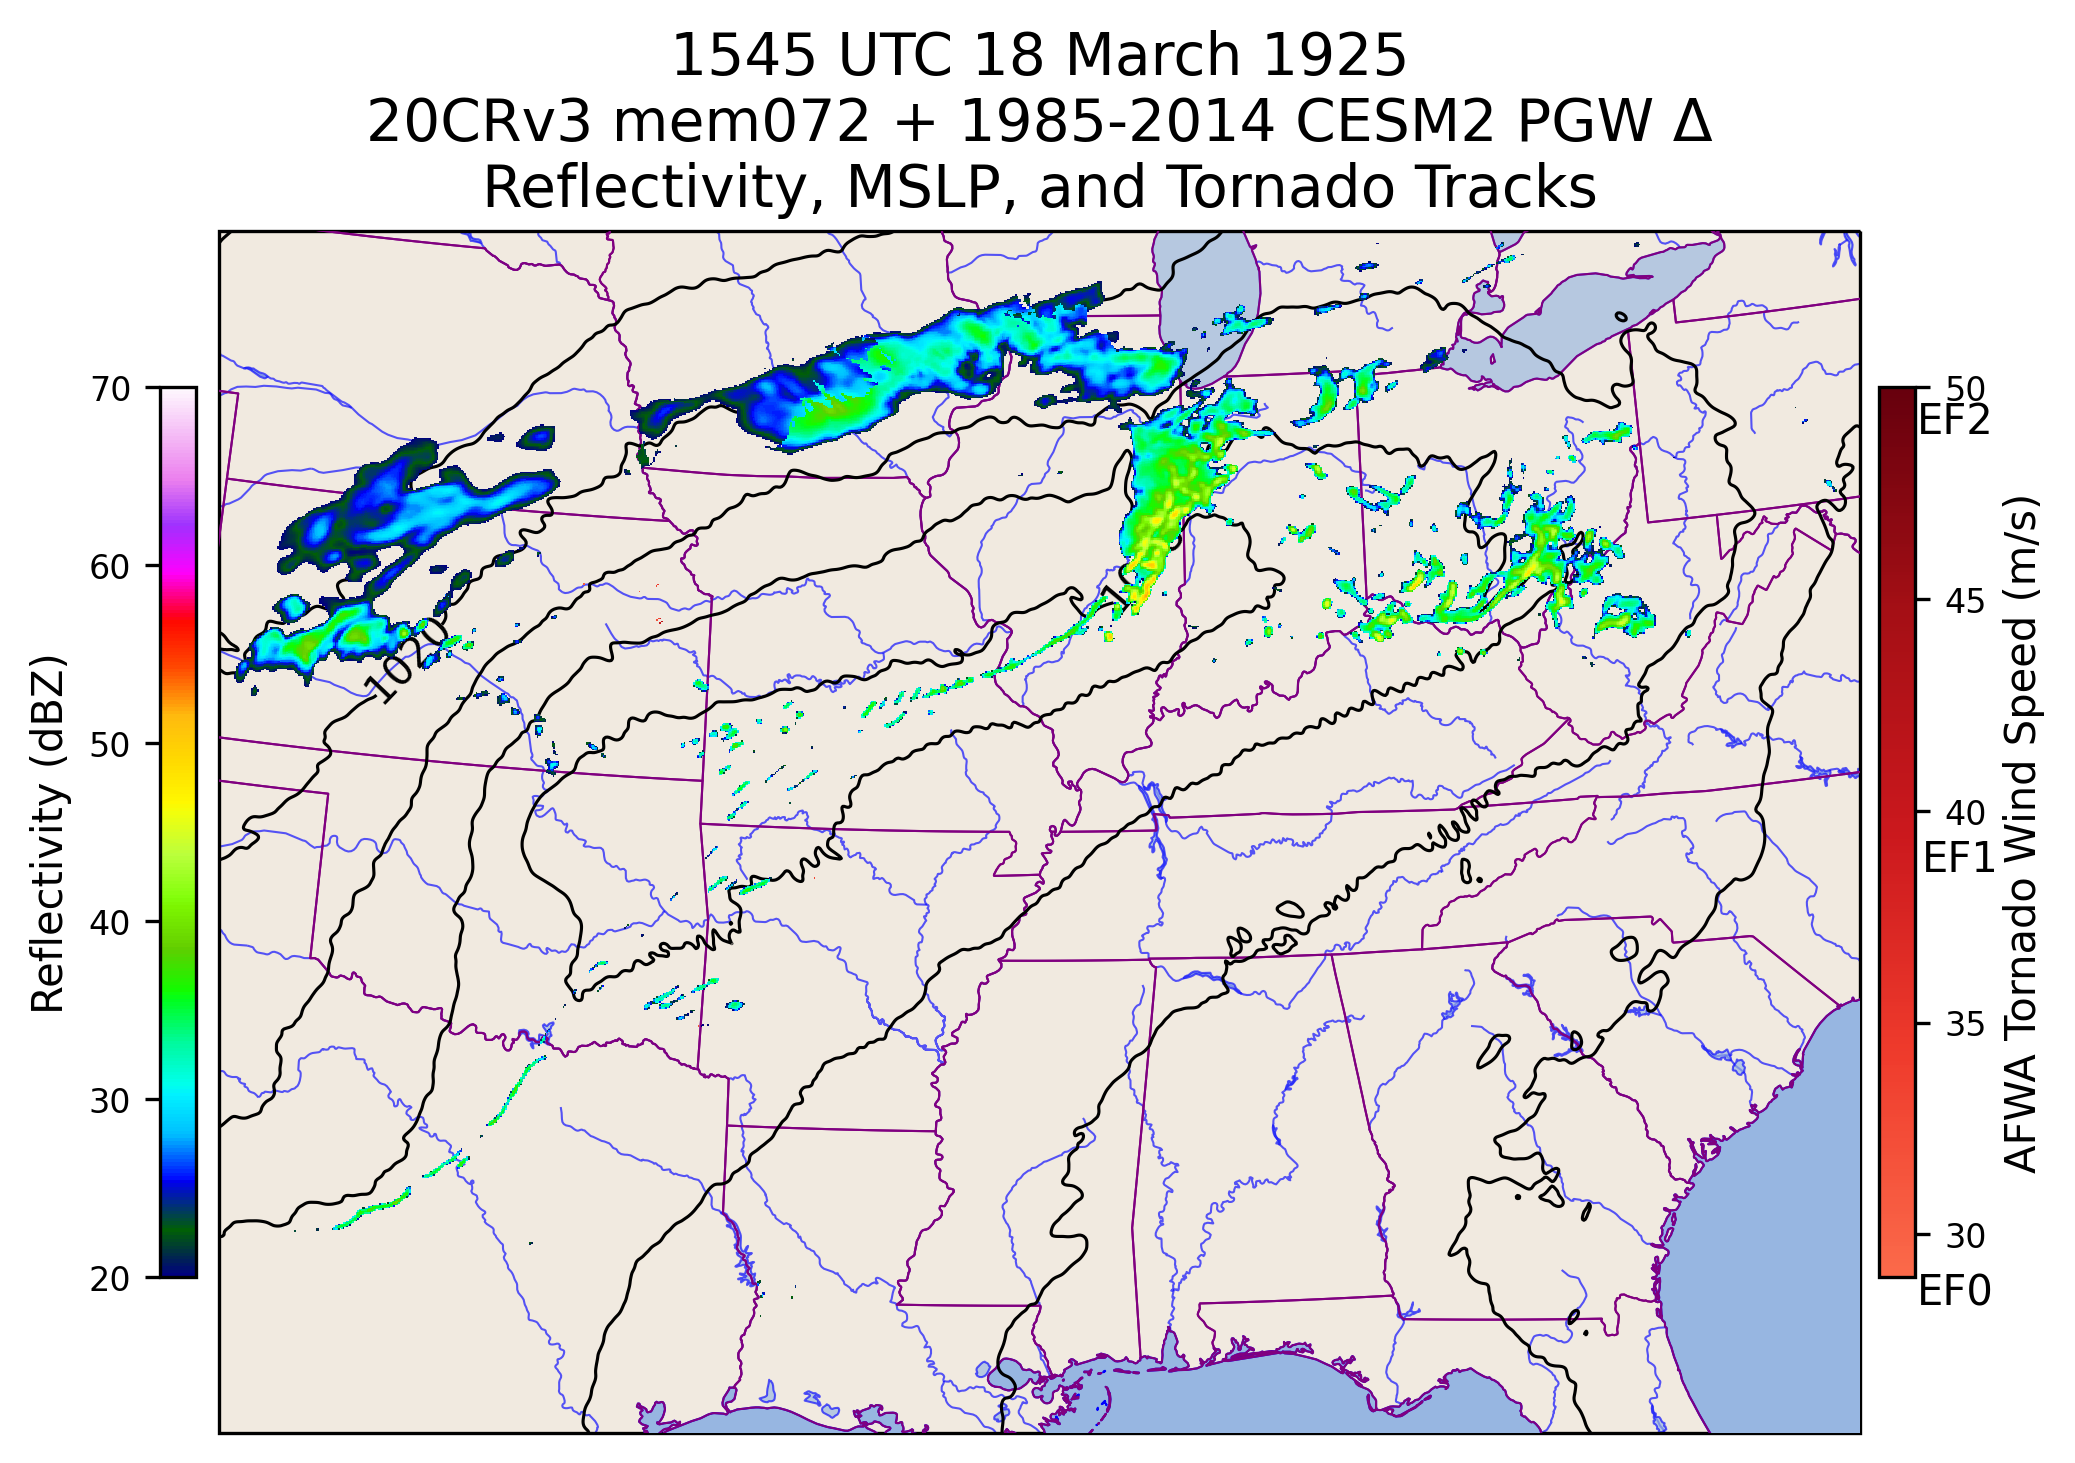 1545 UTC 18 March 1925
20CRv3 mem072 + 1985-2014 CESM2 PGW Δ
Reflectivity, MSLP, and Tornado Tracks
70
60
50
40
30
20
Reflectivity (dBZ)
1020
50
EF2
45
40
EF1
35
30
EF0
AFWA Tornado Wind Speed (m/s)